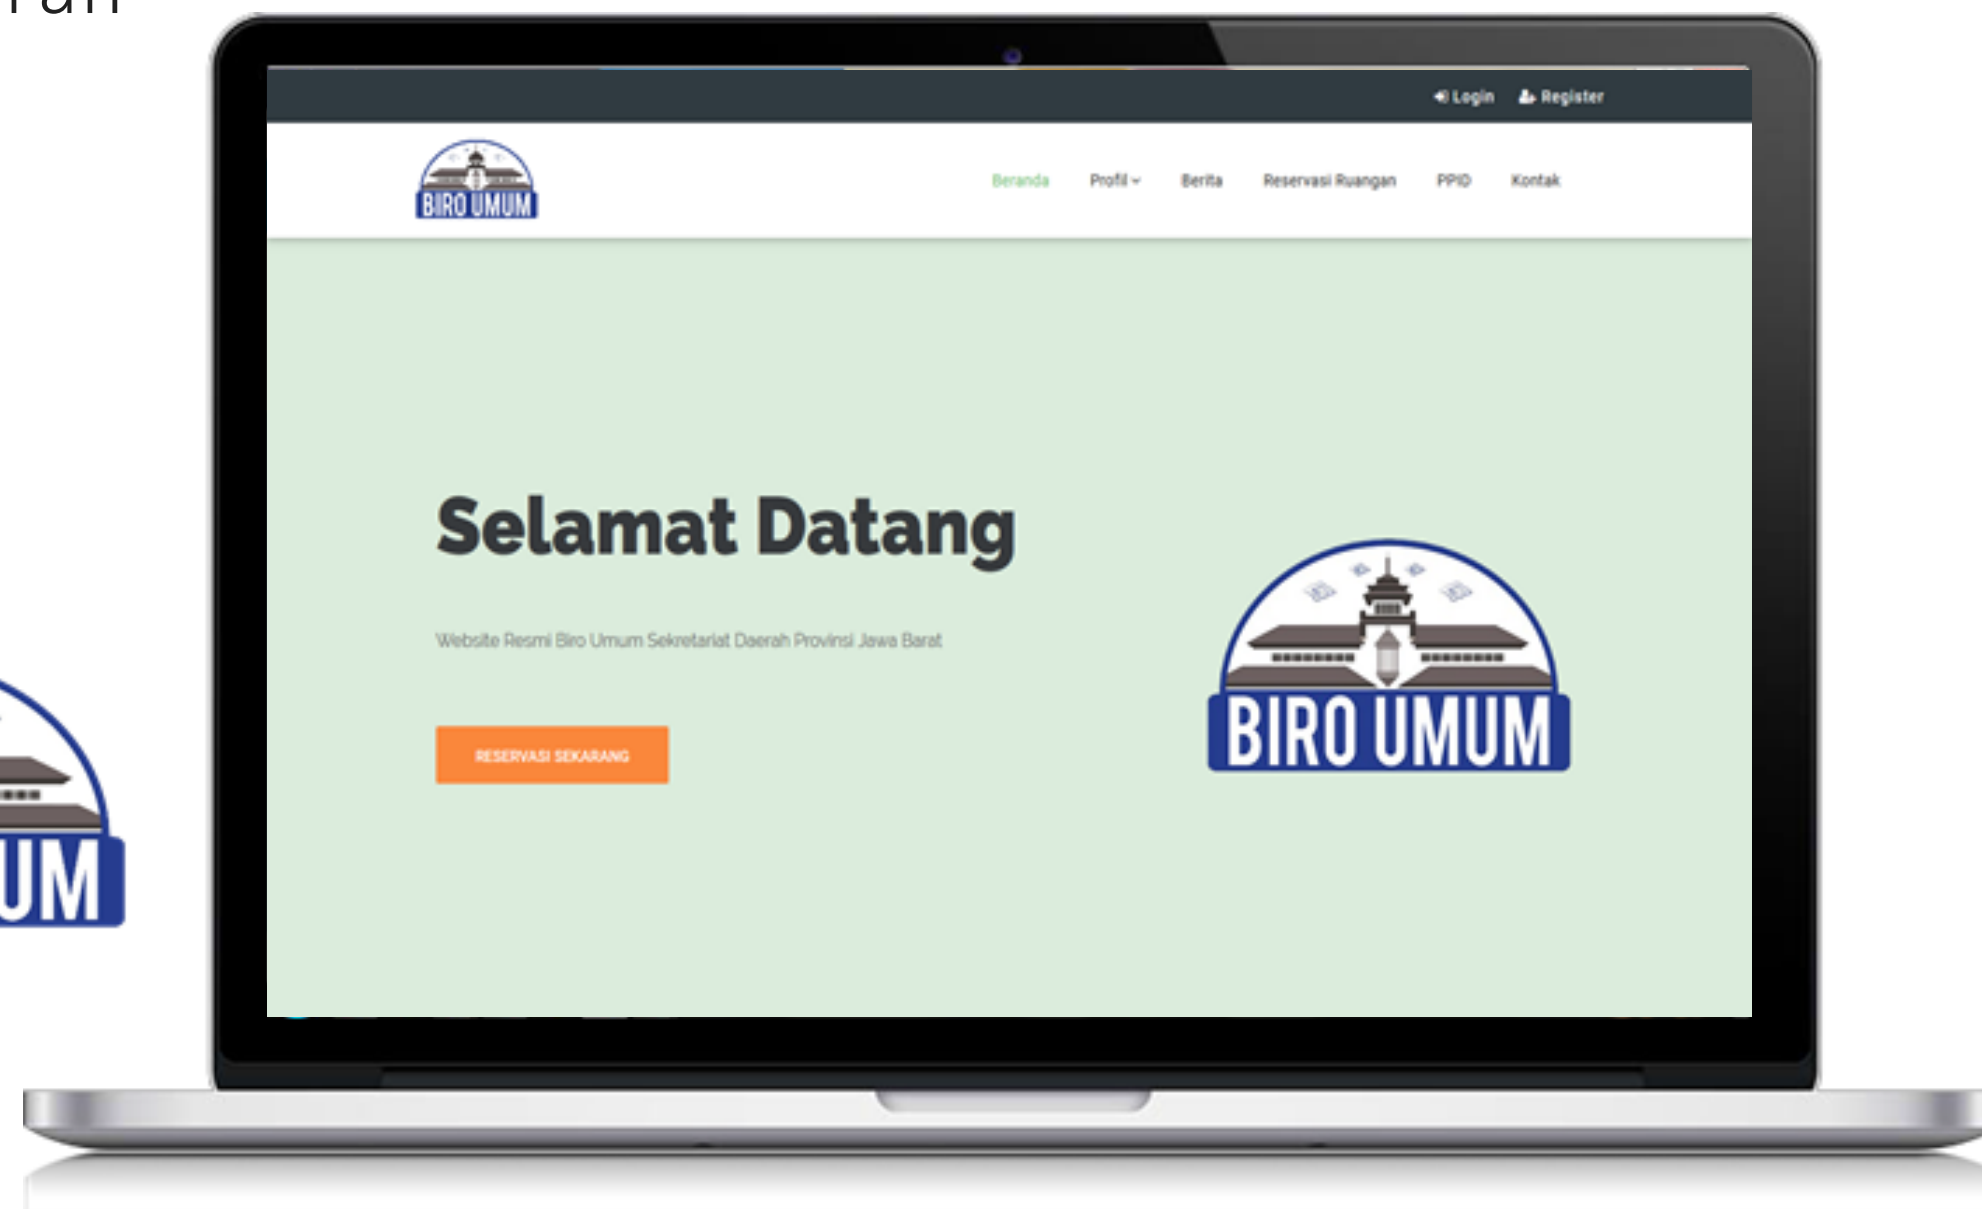 Login Register
BIRO UMUM
Beranda Profil Berita Reservasi Ruangan PPID Kontak
Selamat Datang
Website Resmi Biro Umum Sekretariat Daerah Provinsi Jawa Barat
RESERVASI SEKARANG
BIRO UMUM
UM